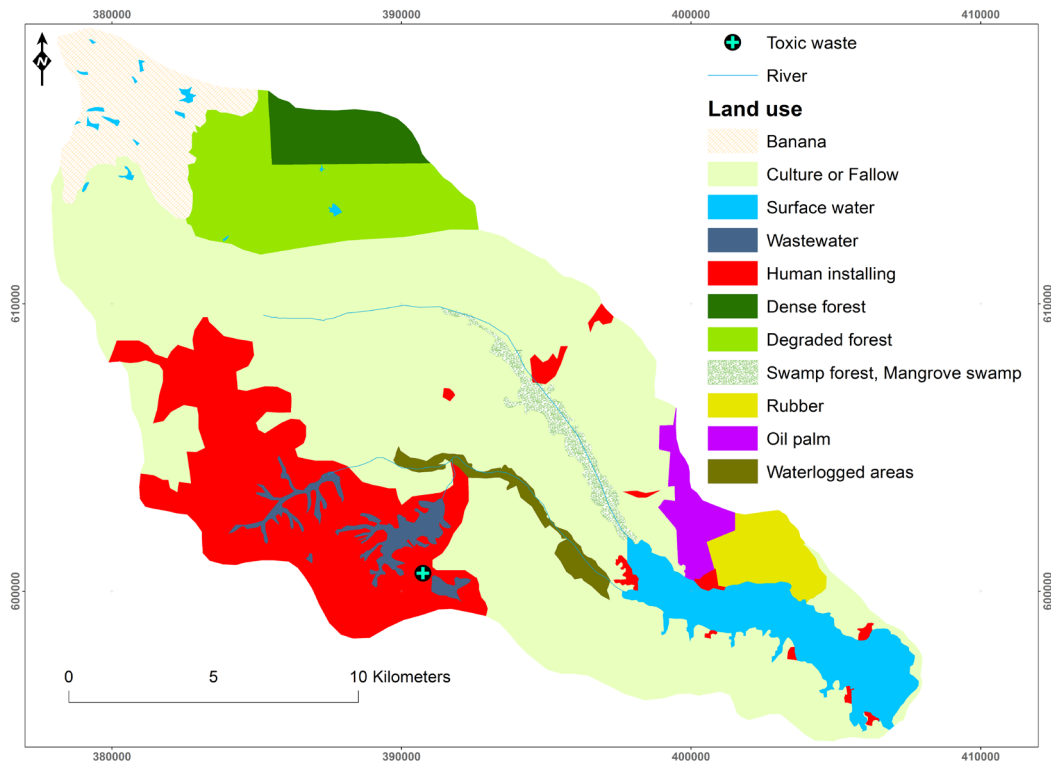 380000 390000 400000 410000
N
Toxic waste
River
Land use
Banana
Culture or Fallow
Surface water
Wastewater
Human installing
Dense forest
Degraded forest
Swamp forest, Mangrove swamp
Rubber
Oil palm
Waterlogged areas
610000 610000
600000 600000
0 5 10 Kilometers
380000 390000 400000 410000